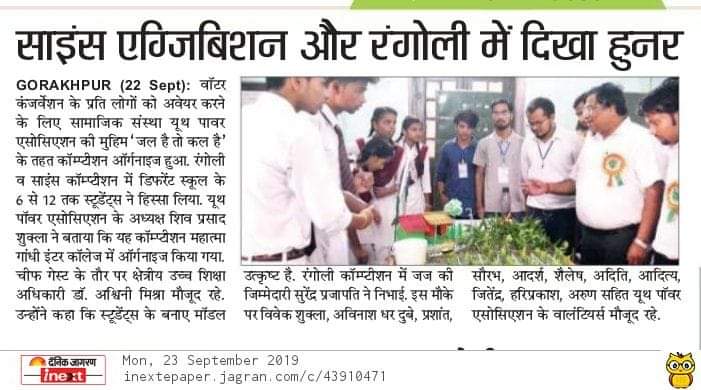 साइंस एग्जिबिशन और रंगोली में दिखा हुनर
GORAKHPUR (22 Sept): वॉटर
कंजर्वेशन के प्रति लोगों को अवेयर करने
के लिए सामाजिक संस्था यूथ पावर
एसोसिएशन की मुहिम ‘जल है तो कल है’
के तहत कॉम्प्टीशन ऑर्गनाइज हुआ. रंगोली
व साइंस कॉम्प्टीशन में डिफरेंट स्कूल के
6 से 12 तक स्टूडेंट्स ने हिस्सा लिया. यूथ
पॉवर एसोसिएशन के अध्यक्ष शिव प्रसाद
शुक्ला ने बताया कि यह कॉम्प्टीशन महात्मा
गांधी इंटर कॉलेज में ऑर्गनाइज किया गया.
चीफ गेस्ट के तौर पर क्षेत्रीय उच्च शिक्षा
अधिकारी डॉ. अश्विनी मिश्रा मौजूद रहे.
उन्होंने कहा कि स्टूडेंट्स के बनाए मॉडल
उत्कृष्ट है. रंगोली कॉम्प्टीशन में जज की
जिम्मेदारी सुरेंद्र प्रजापति ने निभाई. इस मौके
पर विवेक शुक्ला, अविनाश धर दुबे, प्रशांत,
सौरभ, आदर्श, शैलेष, अदिति, आदित्य,
जितेंद्र, हरिप्रकाश, अरुण सहित यूथ पॉवर
एसोसिएशन के वालंटियर्स मौजूद रहे.
दैनिक जागरण
inext
Mon, 23 September 2019
inextepaper.jagran.com/c/43910471